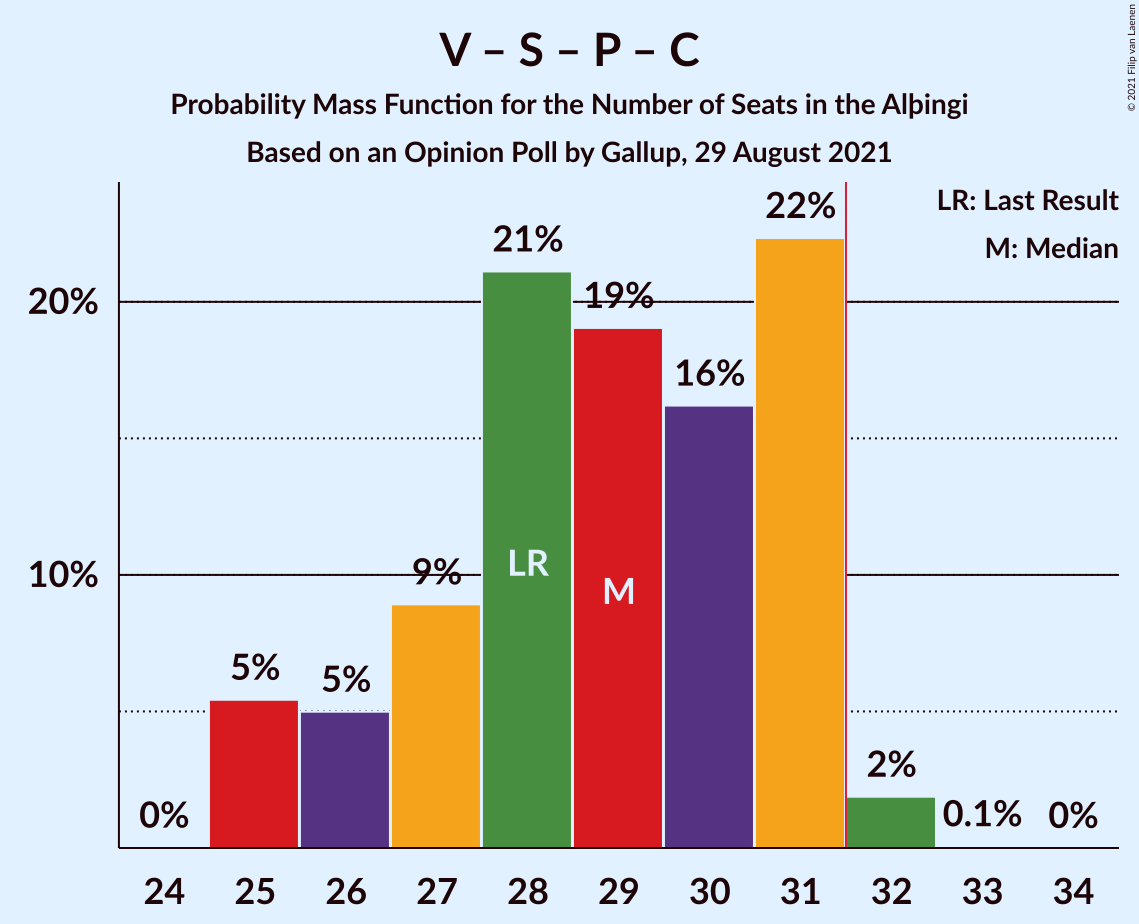 V – S – P – C
Probability Mass Function for the Number of Seats in the Alþingi
Based on an Opinion Poll by Gallup, 29 August 2021
© 2021 Filip van Laenen
LR: Last Result
M: Median
20%
10%
0%
5%
5%
9%
21%
19%
16%
22%
2%
0.1%
0%
LR
M
24 25 26 27 28 29 30 31 32 33 34